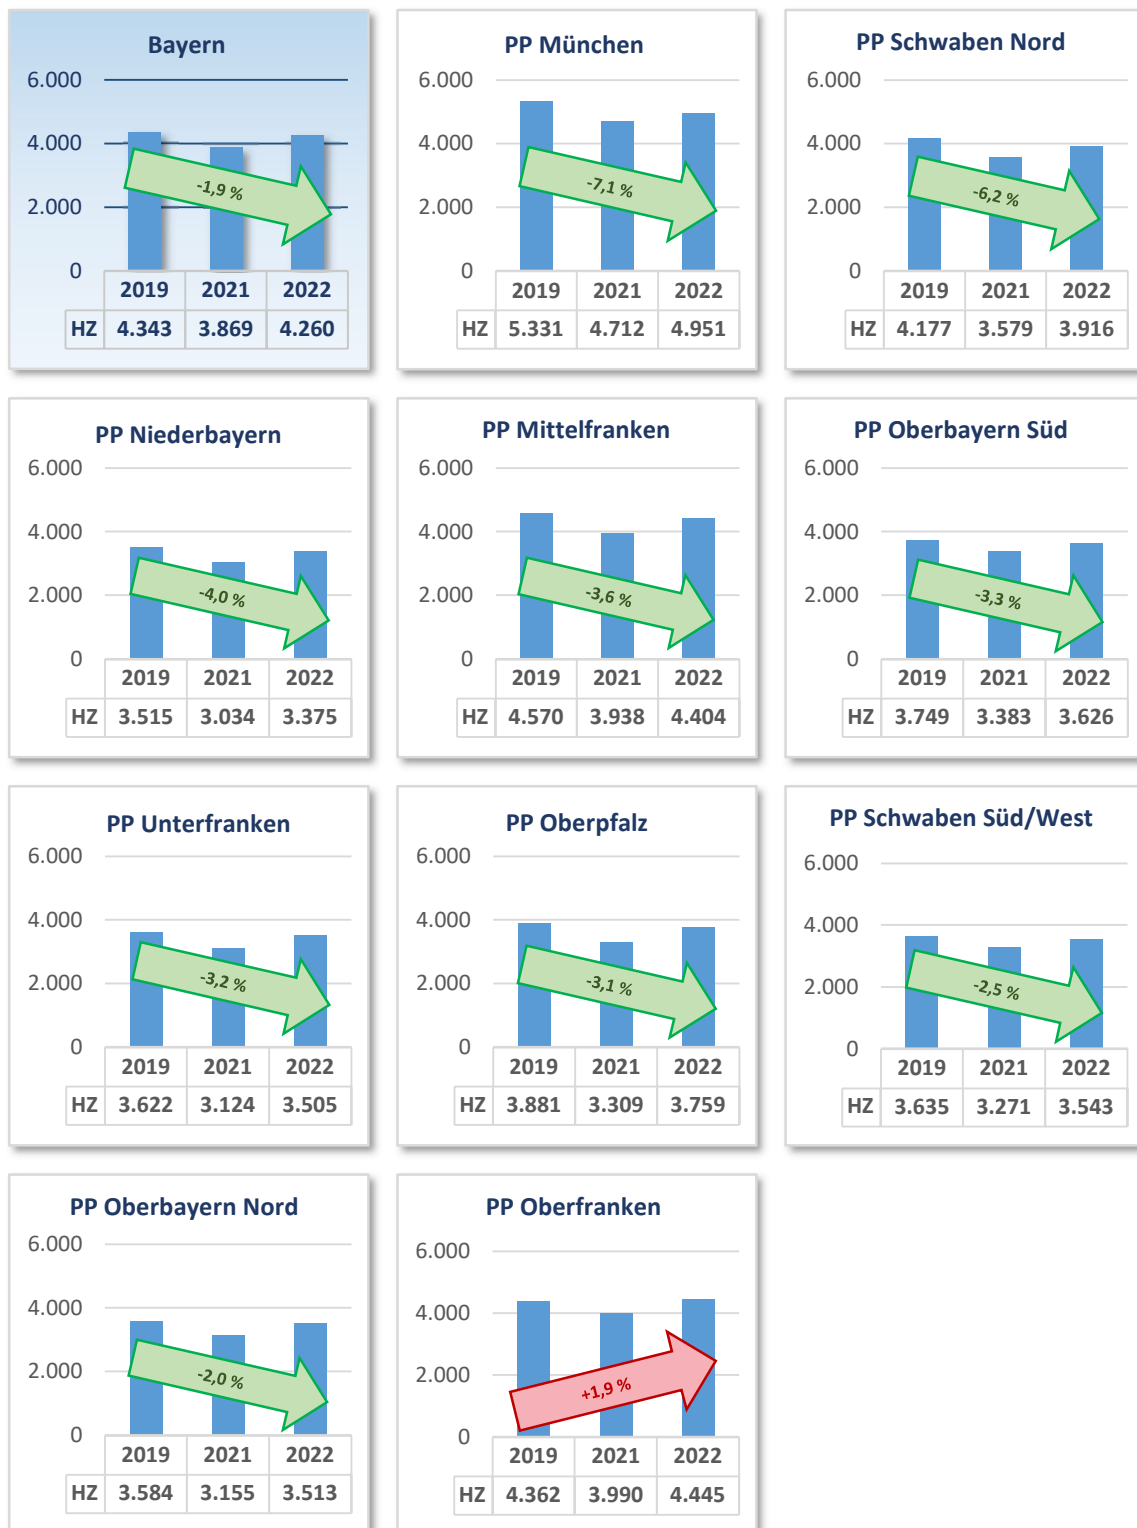 Bayern
6.000
4.000
2.000
0
-1,9 %
2019 2021 2022
HZ 4.343 3.869 4.260
PP München
6.000
4.000
2.000
0
-7,1 %
2019 2021 2022
HZ 5.331 4.712 4.951
PP Schwaben Nord
6.000
4.000
2.000
0
-6,2 %
2019 2021 2022
HZ 4.177 3.579 3.916
PP Niederbayern
6.000
4.000
2.000
0
-4,0 %
2019 2021 2022
HZ 3.515 3.034 3.375
PP Mittelfranken
6.000
4.000
2.000
0
-3,6 %
2019 2021 2022
HZ 4.570 3.938 4.404
PP Oberbayern Süd
6.000
4.000
2.000
0
-3,3 %
2019 2021 2022
HZ 3.749 3.383 3.626
PP Unterfranken
6.000
4.000
2.000
0
-3,2 %
2019 2021 2022
HZ 3.622 3.124 3.505
PP Oberpfalz
6.000
4.000
2.000
0
-3,1 %
2019 2021 2022
HZ 3.881 3.309 3.759
PP Schwaben Süd/West
6.000
4.000
2.000
0
-2,5 %
2019 2021 2022
HZ 3.635 3.271 3.543
PP Oberbayern Nord
6.000
4.000
2.000
0
-2,0 %
2019 2021 2022
HZ 3.584 3.155 3.513
PP Oberfranken
6.000
4.000
2.000
0
+1,9 %
2019 2021 2022
HZ 4.362 3.990 4.445